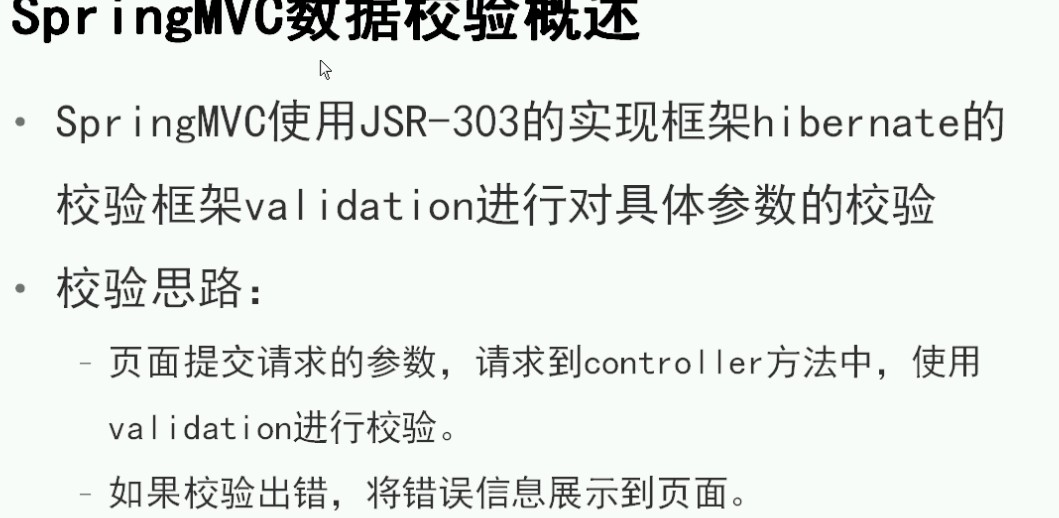 SpringMVC数据校验概述
• SpringMVC使用JSR-303的实现框架hibernate的
校验框架validation进行对具体参数的校验
• 校验思路：
– 页面提交请求的参数，请求到controller方法中，使用
validation进行校验。
– 如果校验出错，将错误信息展示到页面。